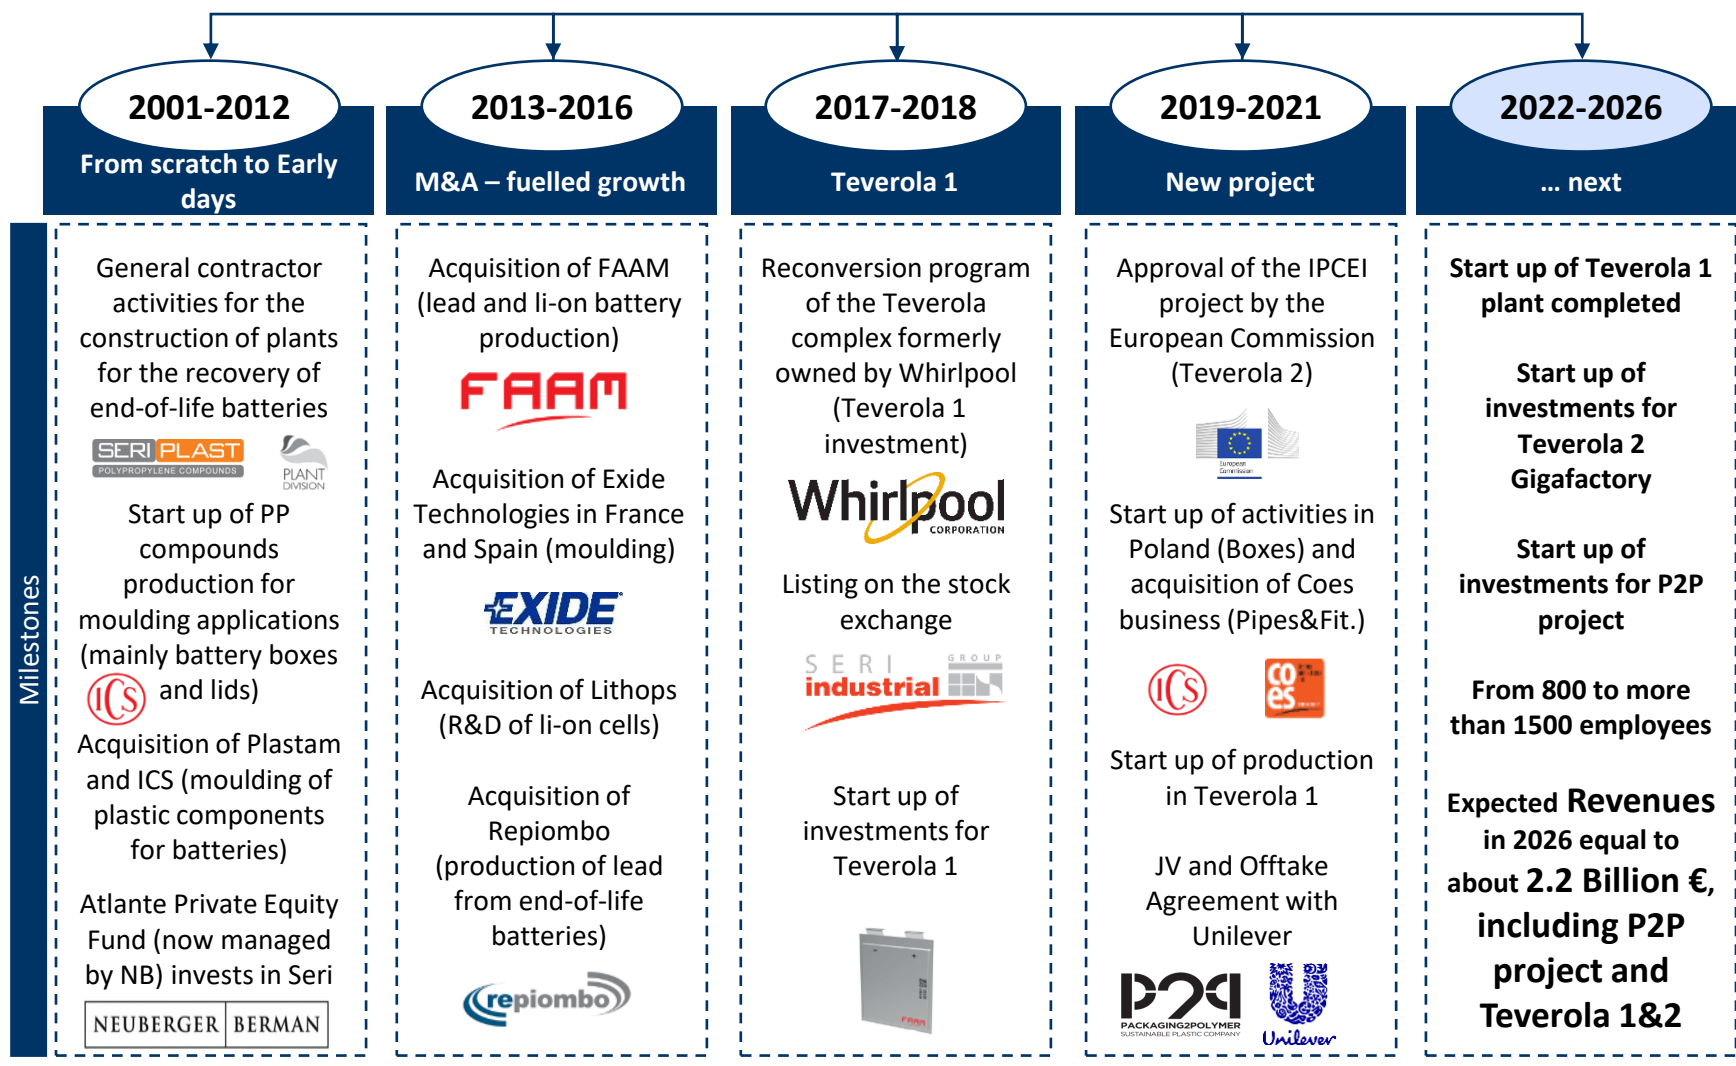 2001-2012
From scratch to Early
days
2013-2016
M&A – fuelled growth
2017-2018
Teverola 1
2019-2021
New project
2022-2026
... next
Milestones
General contractor
activities for the
construction of plants
for the recovery of
end-of-life batteries
SERI PLAST
POLYPROPYLENE COMPOUNDS
PLANT
DIVISION
Start up of PP
compounds
production for
moulding applications
(mainly battery boxes
and lids)
ICS
Acquisition of Plastam
and ICS (moulding of
plastic components
for batteries)
Atlante Private Equity
Fund (now managed
by NB) invests in Seri
NEUBERGER BERMAN
Acquisition of FAAM
(lead and li-on battery
production)
FAAM
Acquisition of Exide
Technologies in France
and Spain (moulding)
EXIDE
TECHNOLOGIES
Acquisition of Lithops
(R&D of li-on cells)
Acquisition of
Repiombo
(production of lead
from end-of-life
batteries)
repiombo
Reconversion program
of the Teverola
complex formerly
owned by Whirlpool
(Teverola 1
investment)
Whirlpool
CORPORATION
Listing on the stock
exchange
SERI GROUP
industrial
Start up of
investments for
Teverola 1
FAAM
Approval of the IPCEI
project by the
European Commission
(Teverola 2)
European
Commission
Start up of activities in
Poland (Boxes) and
acquisition of Coes
business (Pipes&Fit.)
ICS
co
es
Start up of production
in Teverola 1
JV and Offtake
Agreement with
Unilever
P2P
PACKAGING2POLYMER
SUSTAINABLE PLASTIC COMPANY
Unilever
Start up of Teverola 1
plant completed
Start up of
investments for
Teverola 2
Gigafactory
Start up of
investments for P2P
project
From 800 to more
than 1500 employees
Expected Revenues
in 2026 equal to
about 2.2 Billion €,
including P2P
project and
Teverola 1&2